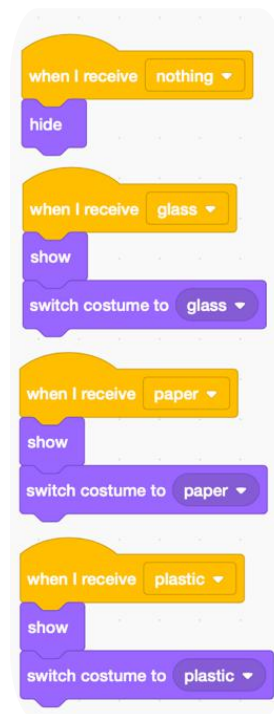 when I receive nothing
hide
when I receive glass
show
switch costume to glass
when I receive paper
show
switch costume to paper
when I receive plastic
show
switch costume to plastic